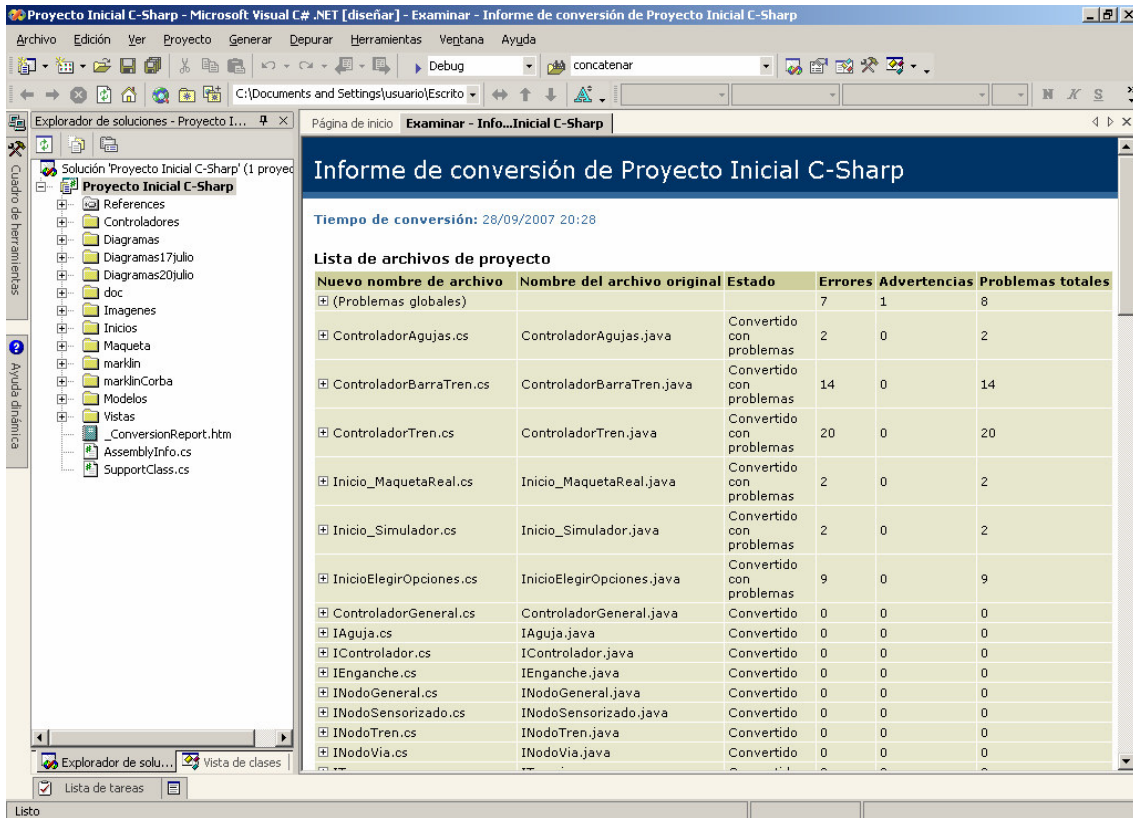 Proyecto Inicial C-Sharp - Microsoft Visual C# .NET [diseñar] - Examinar - Informe de conversión de Proyecto Inicial C-Sharp
Archivo Edición Ver Proyecto Generar Depurar Herramientas Ventana Ayuda
Debug concatenar
C:\Documents and Settings\usuario\Escrito
N K S
Explorador de soluciones - Proyecto I...
Página de inicio Examinar - Info...Inicial C-Sharp
Cuadro de herramientas
Ayuda dinámica
Solución 'Proyecto Inicial C-Sharp' (1 proyec
Proyecto Inicial C-Sharp
References
Controladores
Diagramas
Diagramas17julio
Diagramas20julio
doc
Imagenes
Inicios
Maqueta
marklin
marklinCorba
Modelos
Vistas
_ConversionReport.htm
AssemblyInfo.cs
SupportClass.cs
Explorador de solu... Vista de clases
Informe de conversión de Proyecto Inicial C-Sharp
Tiempo de conversión: 28/09/2007 20:28
Lista de archivos de proyecto
Nuevo nombre de archivo Nombre del archivo original Estado Errores Advertencias Problemas totales
(Problemas globales) 7 1 8
ControladorAgujas.cs ControladorAgujas.java Convertido con problemas 2 0 2
ControladorBarraTren.cs ControladorBarraTren.java Convertido con problemas 14 0 14
ControladorTren.cs ControladorTren.java Convertido con problemas 20 0 20
Inicio_MaquetaReal.cs Inicio_MaquetaReal.java Convertido con problemas 2 0 2
Inicio_Simulador.cs Inicio_Simulador.java Convertido con problemas 2 0 2
InicioElegirOpciones.cs InicioElegirOpciones.java Convertido con problemas 9 0 9
ControladorGeneral.cs ControladorGeneral.java Convertido 0 0 0
IAguja.cs IAguja.java Convertido 0 0 0
IControlador.cs IControlador.java Convertido 0 0 0
IEnganche.cs IEnganche.java Convertido 0 0 0
INodoGeneral.cs INodoGeneral.java Convertido 0 0 0
INodoSensorizado.cs INodoSensorizado.java Convertido 0 0 0
INodoTren.cs INodoTren.java Convertido 0 0 0
INodoVia.cs INodoVia.java Convertido 0 0 0
Lista de tareas
Listo